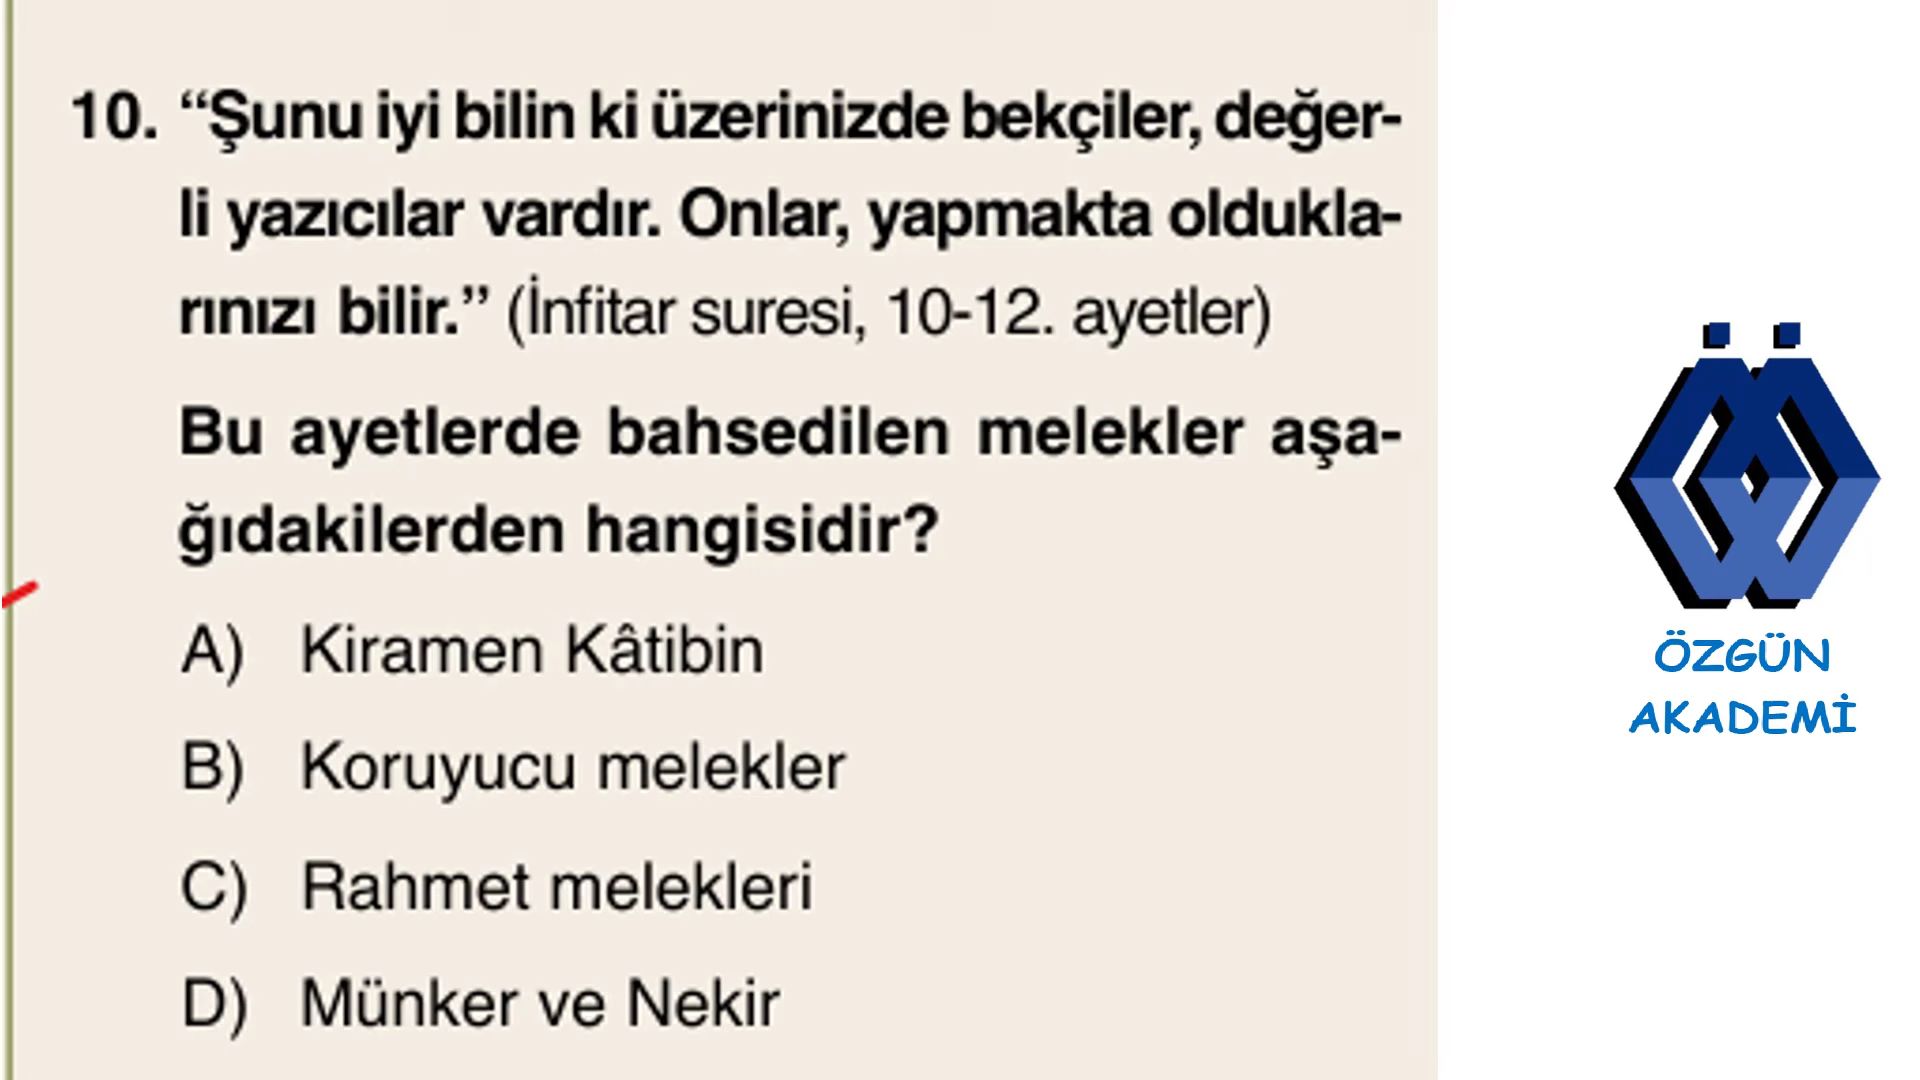 10. “Şunu iyi bilin ki üzerinizde bekçiler, değer-
li yazıcılar vardır. Onlar, yapmakta oldukla-
rınızı bilir.” (İnfitar suresi, 10-12. ayetler)
Bu ayetlerde bahsedilen melekler aşa-
ğıdakilerden hangisidir?
A) Kiramen Kâtibin
B) Koruyucu melekler
C) Rahmet melekleri
D) Münker ve Nekir
ÖZGÜN
AKADEMİ